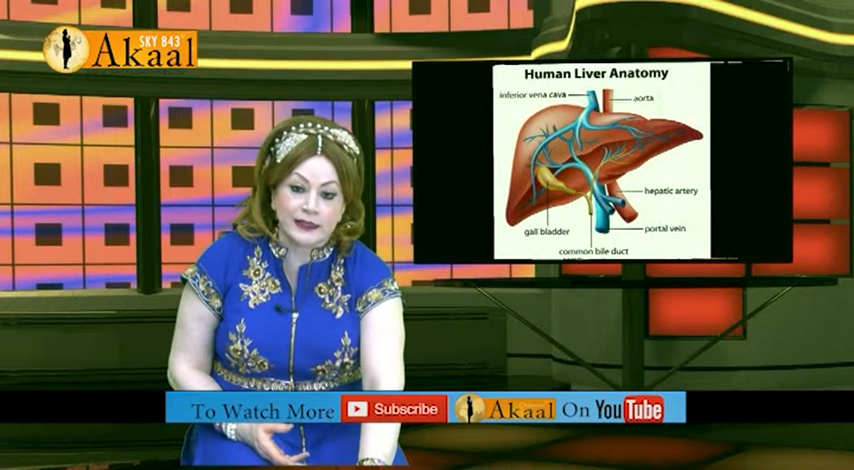 SKY 843
Akaal
Human Liver Anatomy
inferior vena cava
aorta
hepatic artery
gall bladder
portal vein
common bile duct
To Watch More Subscribe Akaal On YouTube